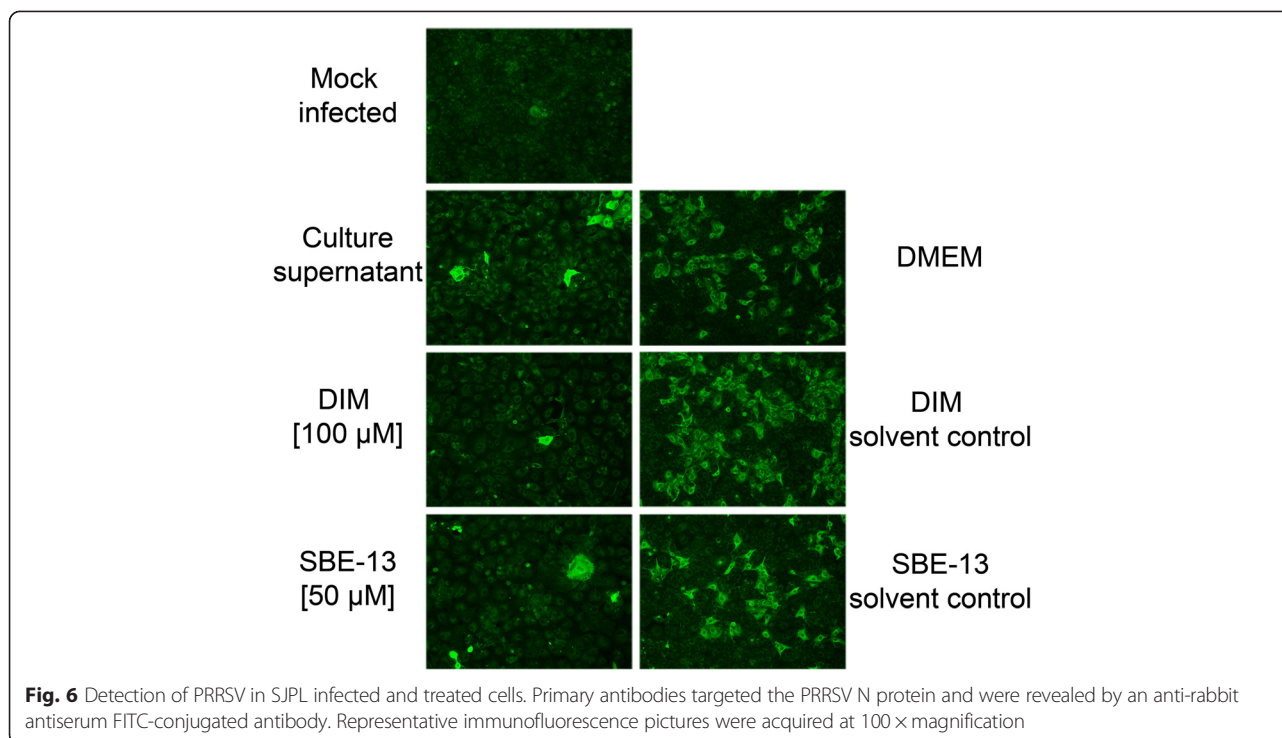 Mock
infected
Culture
supernatant
DMEM
DIM
[100 µM]
DIM
solvent control
SBE-13
[50 µM]
SBE-13
solvent control
Fig. 6 Detection of PRRSV in SJPL infected and treated cells. Primary antibodies targeted the PRRSV N protein and were revealed by an anti-rabbit
antiserum FITC-conjugated antibody. Representative immunofluorescence pictures were acquired at 100 × magnification